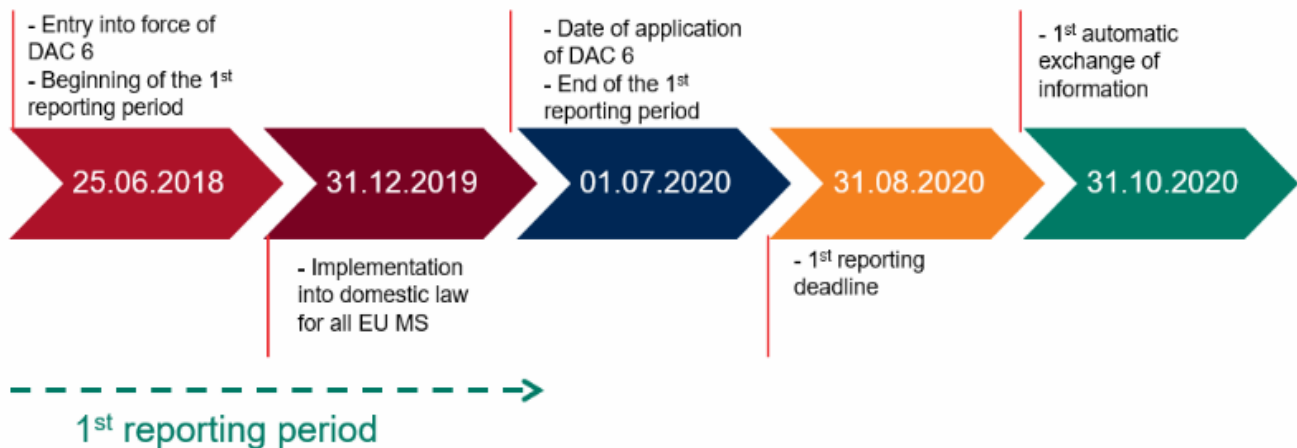 - Entry into force of
DAC 6
- Beginning of the 1st
reporting period
- Date of application
of DAC 6
- End of the 1st
reporting period
- 1st automatic
exchange of
information
25.06.2018
31.12.2019
01.07.2020
31.08.2020
31.10.2020
- Implementation
into domestic law
for all EU MS
- 1st reporting
deadline
1st reporting period